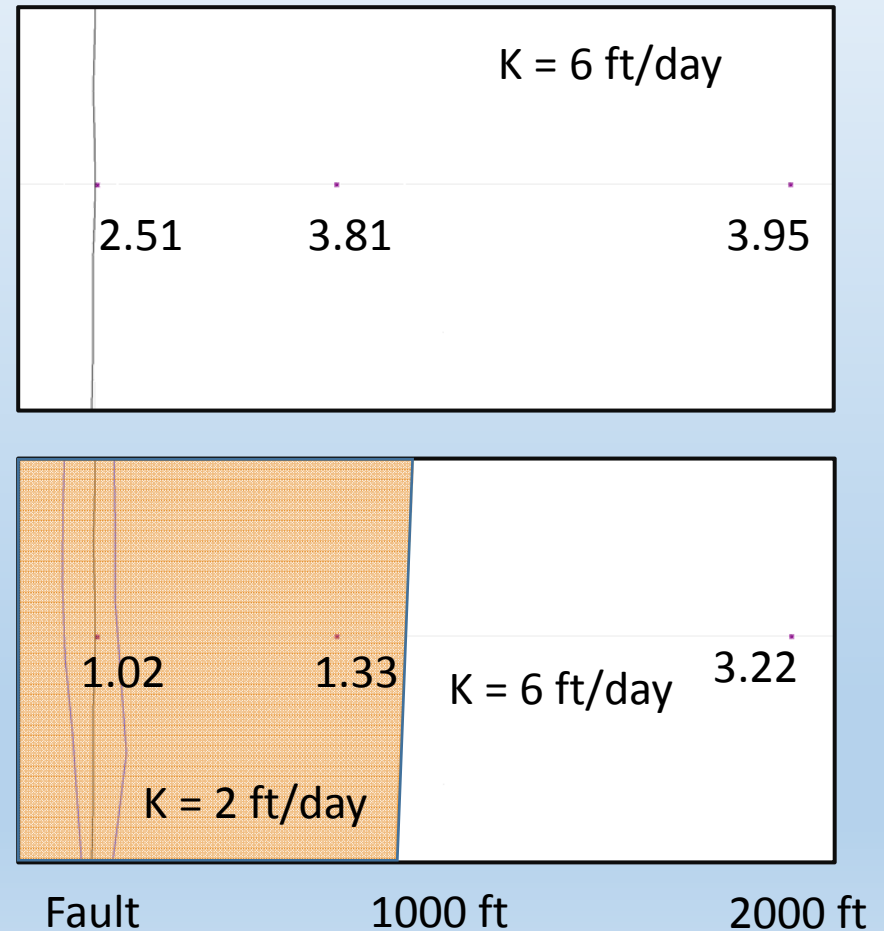 K = 6 ft/day
2.51 3.81 3.95
1.02 1.33 K = 6 ft/day 3.22
K = 2 ft/day
Fault 1000 ft 2000 ft